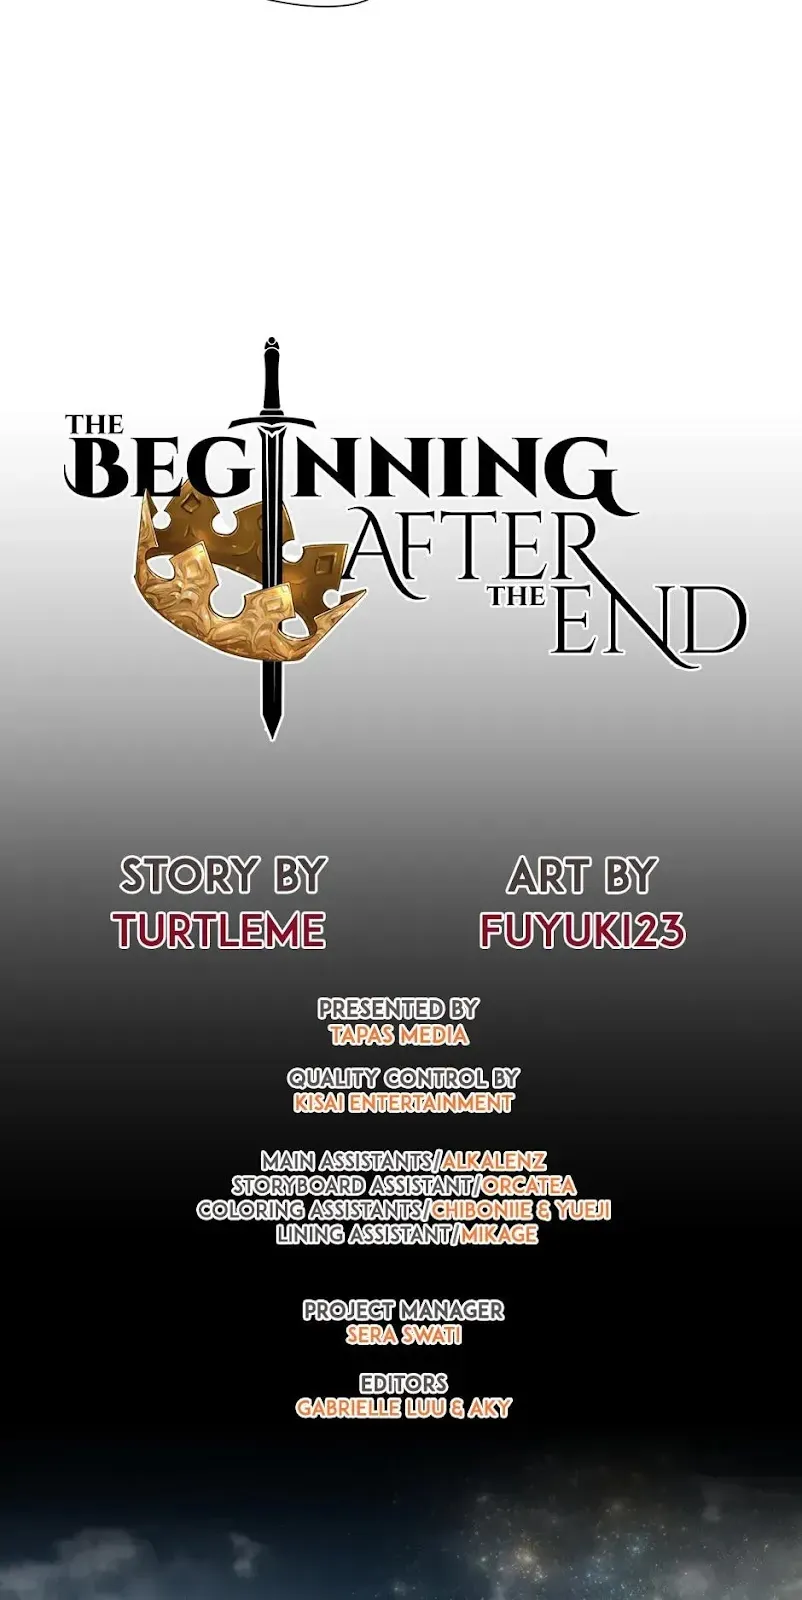 THE
BEGINNING
AFTER
THE END
STORY BY
TURTLEME
ART BY
FUYUKI23
PRESENTED BY
TAPAS MEDIA
QUALITY CONTROL BY
KISAI ENTERTAINMENT
MAIN ASSISTANTS/ALKALENZ
STORYBOARD ASSISTANT/ORCATEA
COLORING ASSISTANTS/CHIBONIIE & YUEJI
LINING ASSISTANT/MIKAGE
PROJECT MANAGER
SERA SWATI
EDITORS
GABRIELLE LUU & AKY